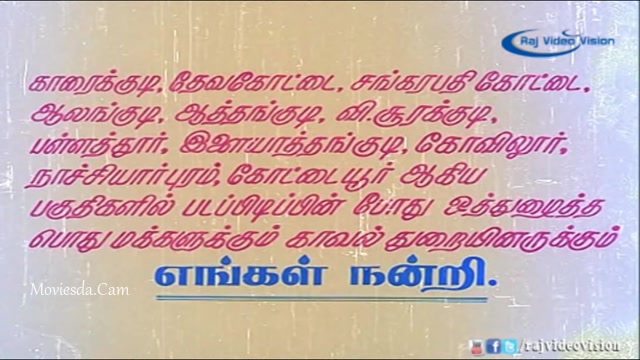 Raj Video Vision
காரைக்குடி, தேவகோட்டை, சங்கரபதி கோட்டை,
ஆலங்குடி, ஆத்தங்குடி, வி.சூரக்குடி,
பள்ளத்தூர், இளையாத்தங்குடி, கோவிலூர்,
நாச்சியார்புரம், கோட்டையூர் ஆகிய
பகுதிகளில் படப்பிடிப்பின் போது ஒத்துழைத்த
பொது மக்களுக்கும் காவல் துறையினருக்கும்
எங்கள் நன்றி.
Moviesda.Cam
/rajvideovision